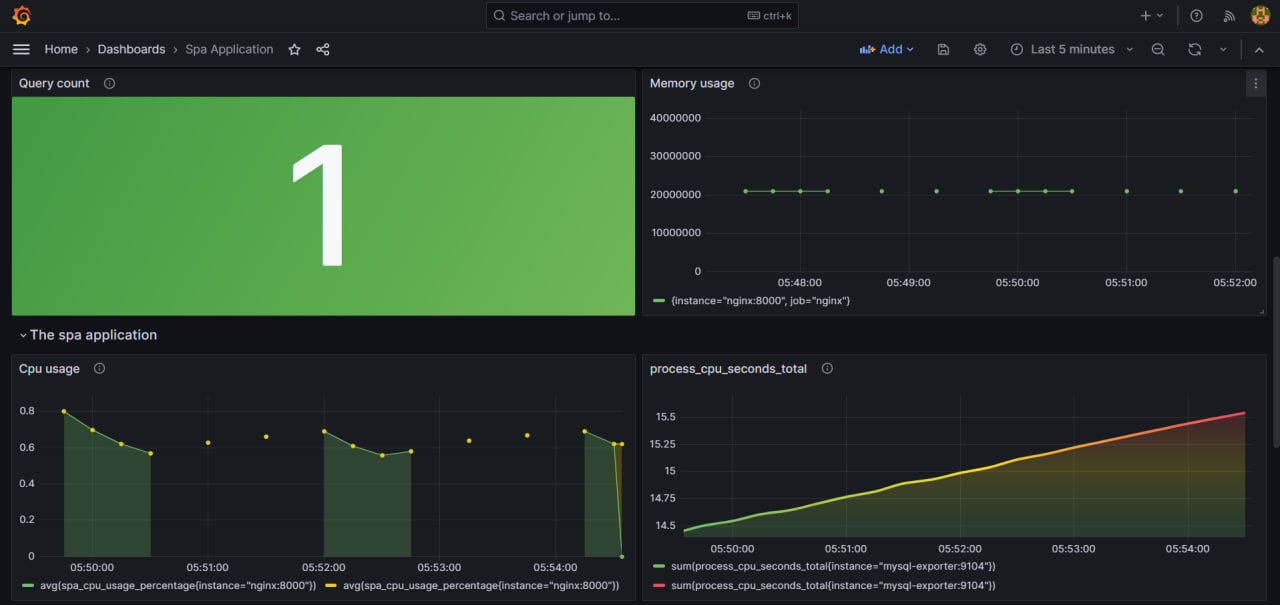 Search or jump to... ctrl+k
Home › Dashboards › Spa Application Add Last 5 minutes
Query count
1
Memory usage
40000000
30000000
20000000
10000000
0
05:48:00 05:49:00 05:50:00 05:51:00 05:52:00
{instance="nginx:8000", job="nginx"}
The spa application
Cpu usage
0.8
0.6
0.4
0.2
0
05:50:00 05:51:00 05:52:00 05:53:00 05:54:00
avg(spa_cpu_usage_percentage{instance="nginx:8000"}) avg(spa_cpu_usage_percentage{instance="nginx:8000"})
process_cpu_seconds_total
15.5
15.25
15
14.75
14.5
05:50:00 05:51:00 05:52:00 05:53:00 05:54:00
sum(process_cpu_seconds_total{instance="mysql-exporter:9104"})
sum(process_cpu_seconds_total{instance="mysql-exporter:9104"})